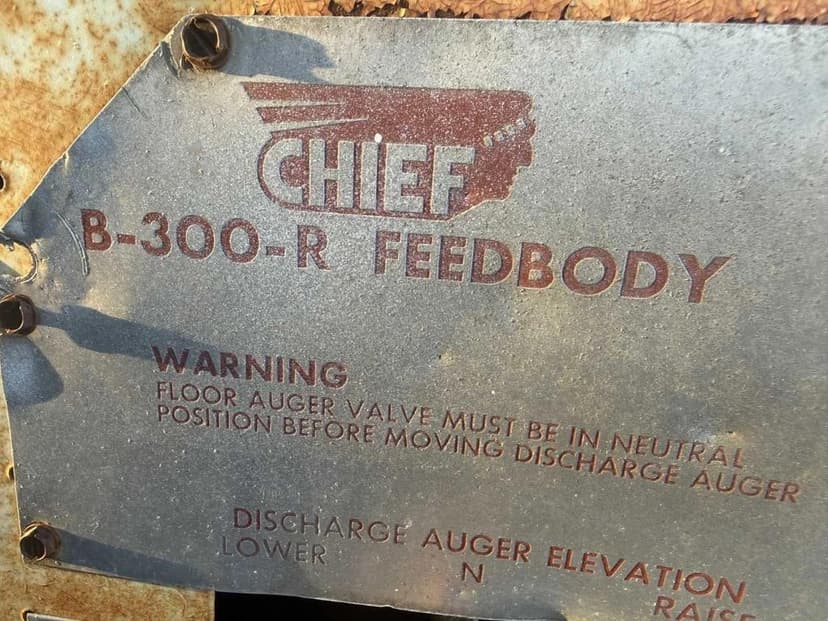 CHIEF
B-300-R FEEDBODY
WARNING
FLOOR AUGER VALVE MUST BE IN NEUTRAL
POSITION BEFORE MOVING DISCHARGE AUGER
DISCHARGE AUGER ELEVATION
LOWER N RAISE